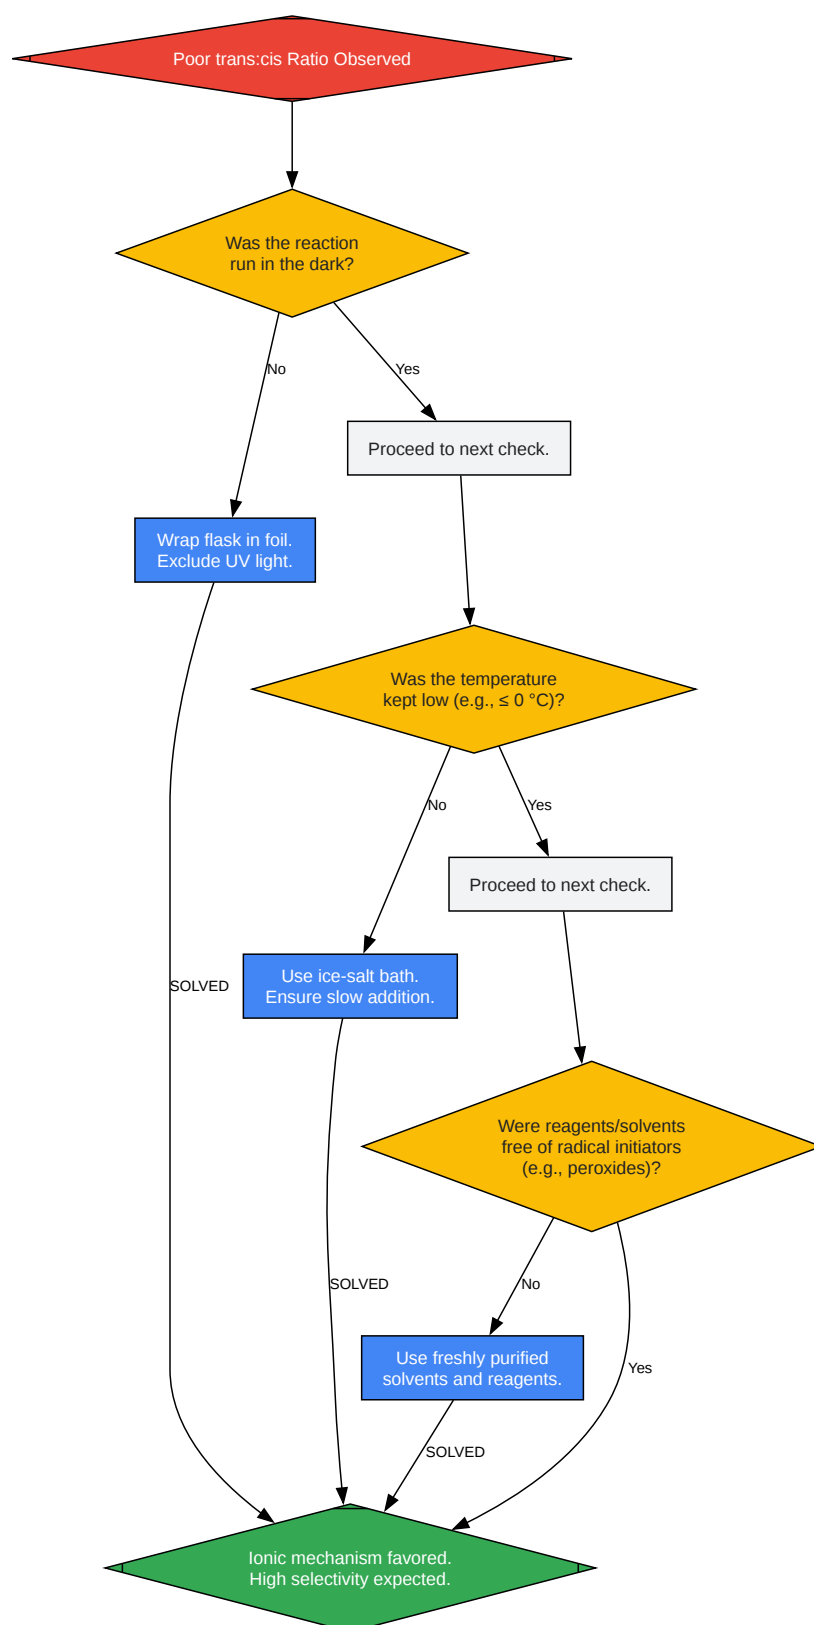 Poor trans:cis Ratio Observed
Was the reaction
run in the dark?
No
Yes
Proceed to next check.
Wrap flask in foil.
Exclude UV light.
Was the temperature
kept low (e.g., ≤ 0 °C)?
No
Yes
Proceed to next check.
Use ice-salt bath.
Ensure slow addition.
SOLVED
Were reagents/solvents
free of radical initiators
(e.g., peroxides)?
SOLVED
No
Use freshly purified
solvents and reagents.
Yes
SOLVED
Ionic mechanism favored.
High selectivity expected.